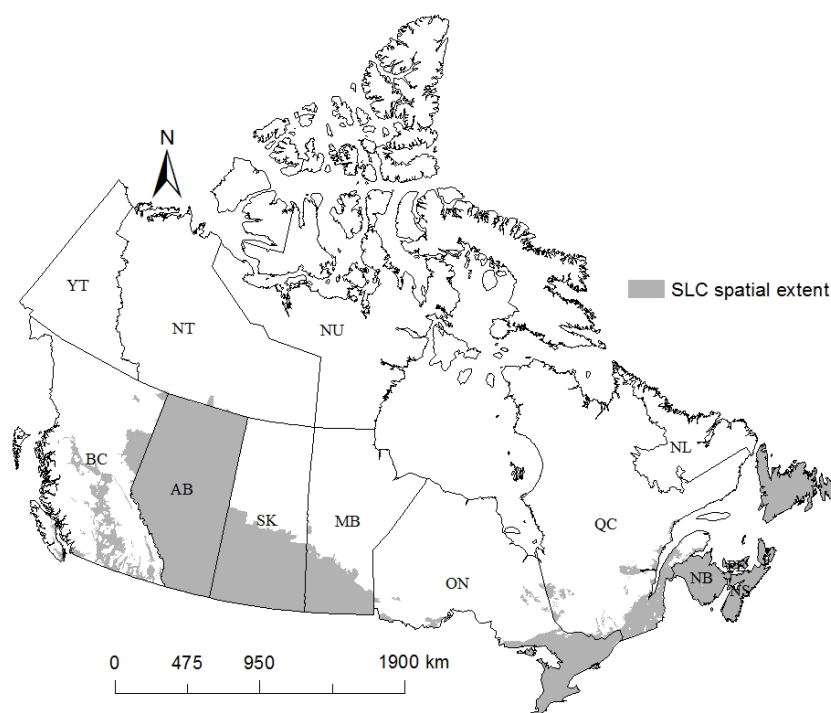 N
YT
NT
NU
SLC spatial extent
BC
AB
SK
MB
ON
QC
NL
NB
PE
NS
0 475 950 1900 km